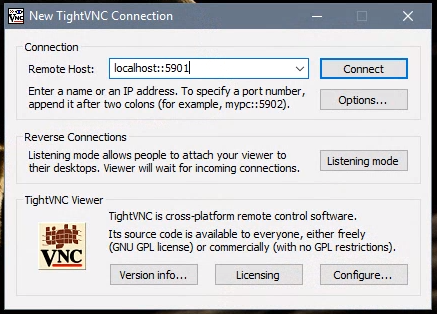 New TightVNC Connection
Connection
Remote Host: localhost::5901 Connect
Enter a name or an IP address. To specify a port number,
append it after two colons (for example, mypc::5902). Options...
Reverse Connections
Listening mode allows people to attach your viewer to
their desktops. Viewer will wait for incoming connections. Listening mode
TightVNC Viewer
TightVNC is cross-platform remote control software.
Its source code is available to everyone, either freely
(GNU GPL license) or commercially (with no GPL restrictions).
tight
VNC
Version info... Licensing Configure...